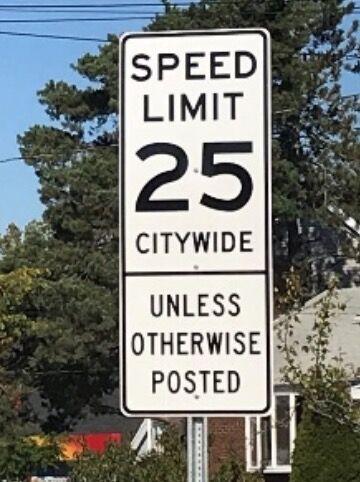 SPEED
LIMIT
25
CITYWIDE
UNLESS
OTHERWISE
POSTED